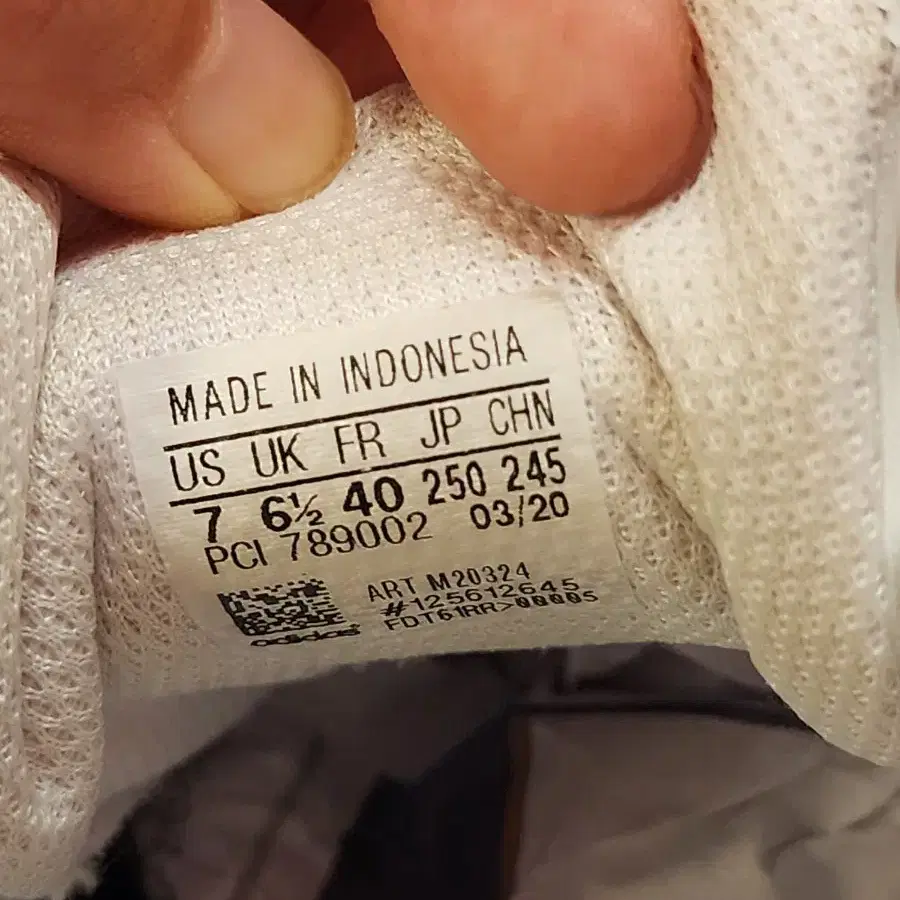 MADE IN INDONESIA
US UK FR JP CHN
7 6½ 40 250 245
PCI 789002 03/20
ART M20324
#125612645
FDT61RR>00005
adidas